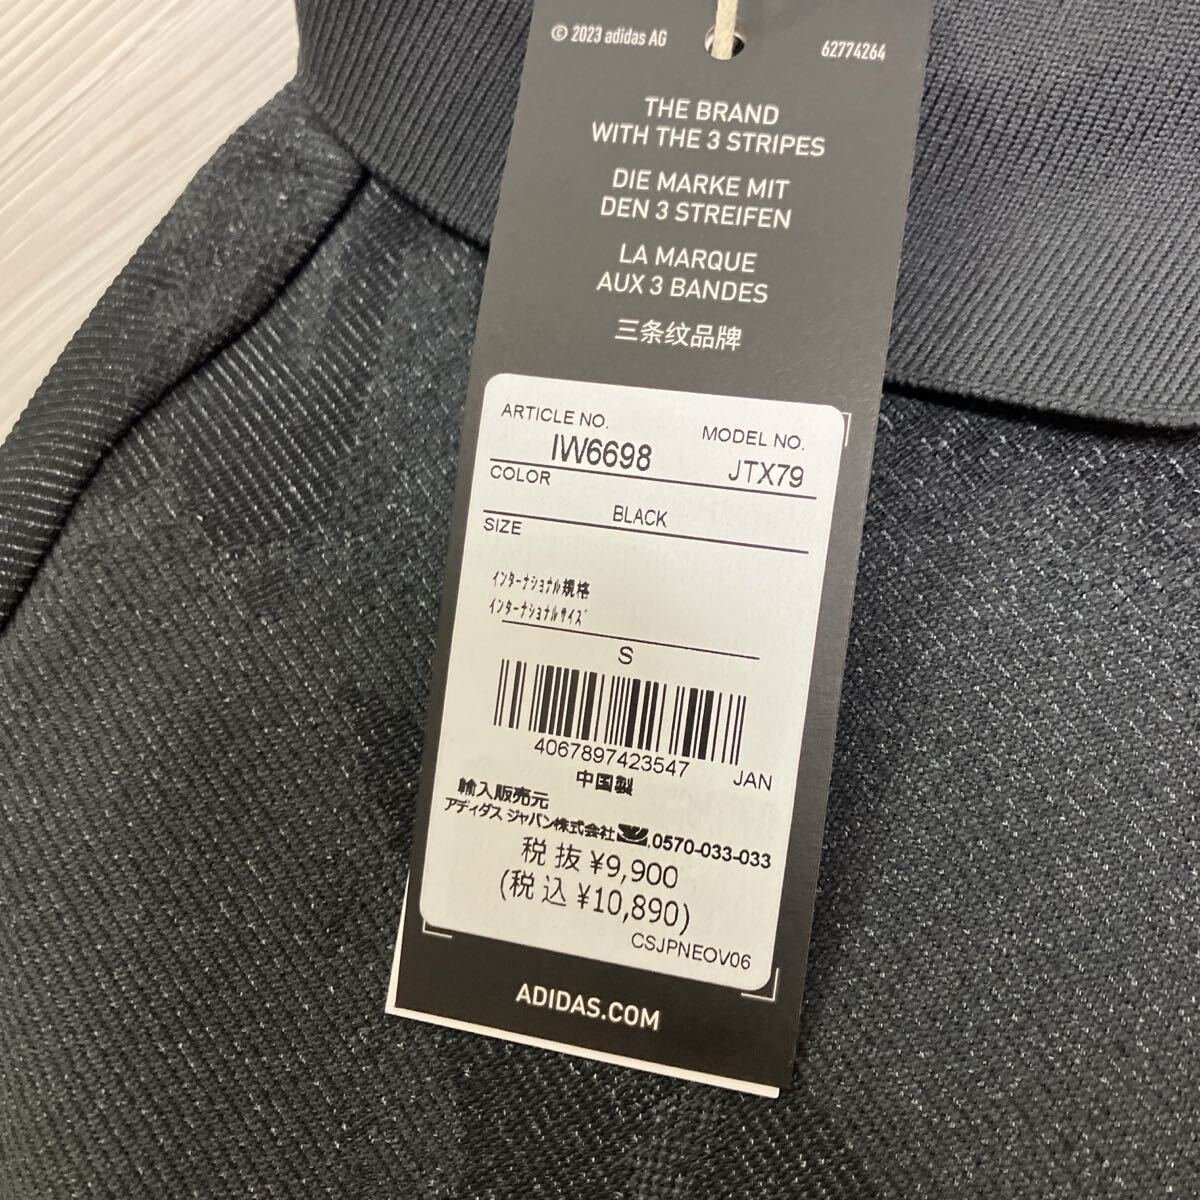 © 2023 adidas AG
62774264
THE BRAND
WITH THE 3 STRIPES
DIE MARKE MIT
DEN 3 STREIFEN
LA MARQUE
AUX 3 BANDES
三条纹品牌
ARTICLE NO.
IW6698
MODEL NO.
JTX79
COLOR
BLACK
SIZE
ｲﾝﾀｰﾅｼｮﾅﾙ規格
ｲﾝﾀｰﾅｼｮﾅﾙｻｲｽﾞ
S
4067897423547
JAN
中国製
輸入販売元
アディダス ジャパン株式会社 0570-033-033
税抜 ¥9,900
(税込 ¥10,890)
CSJPNEOV06
ADIDAS.COM